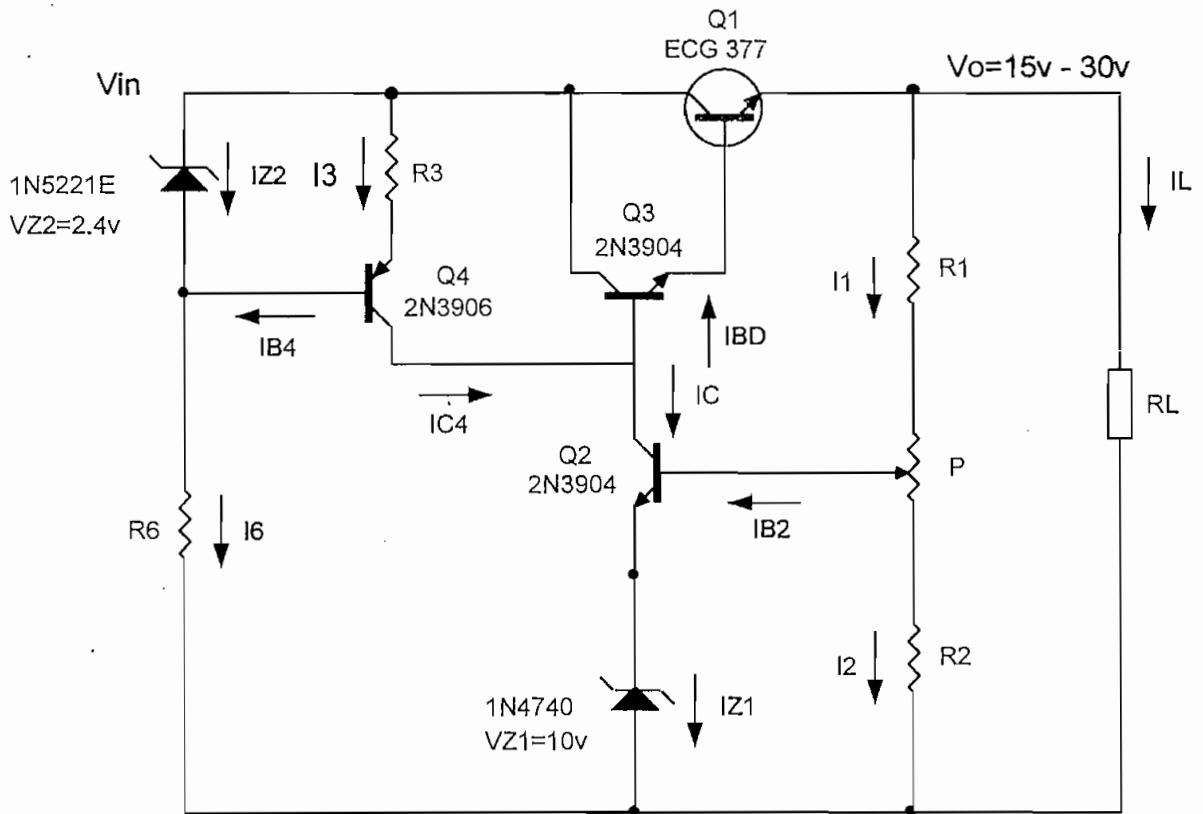 Q1
ECG 377
Vin
Vo=15v - 30v
1N5221E
VZ2=2.4v
IZ2
I3
R3
IL
Q3
2N3904
Q4
2N3906
I1
R1
IB4
IBD
IC4
IC
RL
Q2
2N3904
P
R6
I6
IB2
I2
R2
1N4740
VZ1=10v
IZ1